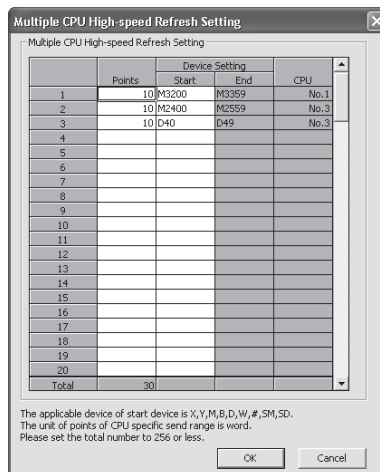 Multiple CPU High-speed Refresh Setting
Multiple CPU High-speed Refresh Setting
Device Setting
Points Start End CPU
1 10 M3200 M3359 No.1
2 10 M2400 M2559 No.3
3 10 D40 D49 No.3
4
5
6
7
8
9
10
11
12
13
14
15
16
17
18
19
20
Total 30
The applicable device of start device is X,Y,M,B,D,W,#,SM,SD.
The unit of points of CPU specific send range is word.
Please set the total number to 256 or less.
OK Cancel